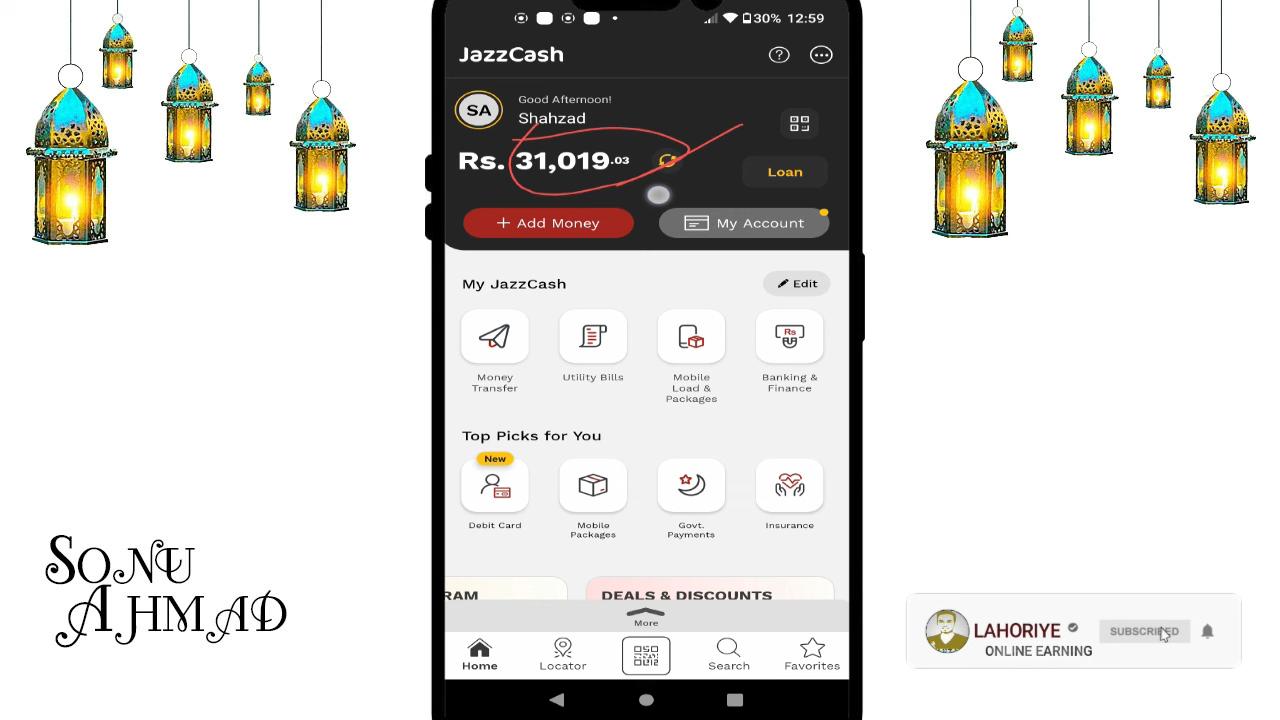 30% 12:59
JazzCash
SA
Good Afternoon!
Shahzad
Rs. 31,019.03
Loan
+ Add Money
My Account
My JazzCash
Edit
Money Transfer
Utility Bills
Mobile Load & Packages
Rs
Banking & Finance
Top Picks for You
New
Debit Card
Mobile Packages
Govt. Payments
Insurance
RAM
DEALS & DISCOUNTS
More
Home
Locator
Search
Favorites
SONU
AHMAD
LAHORIYE
ONLINE EARNING
SUBSCRIBED